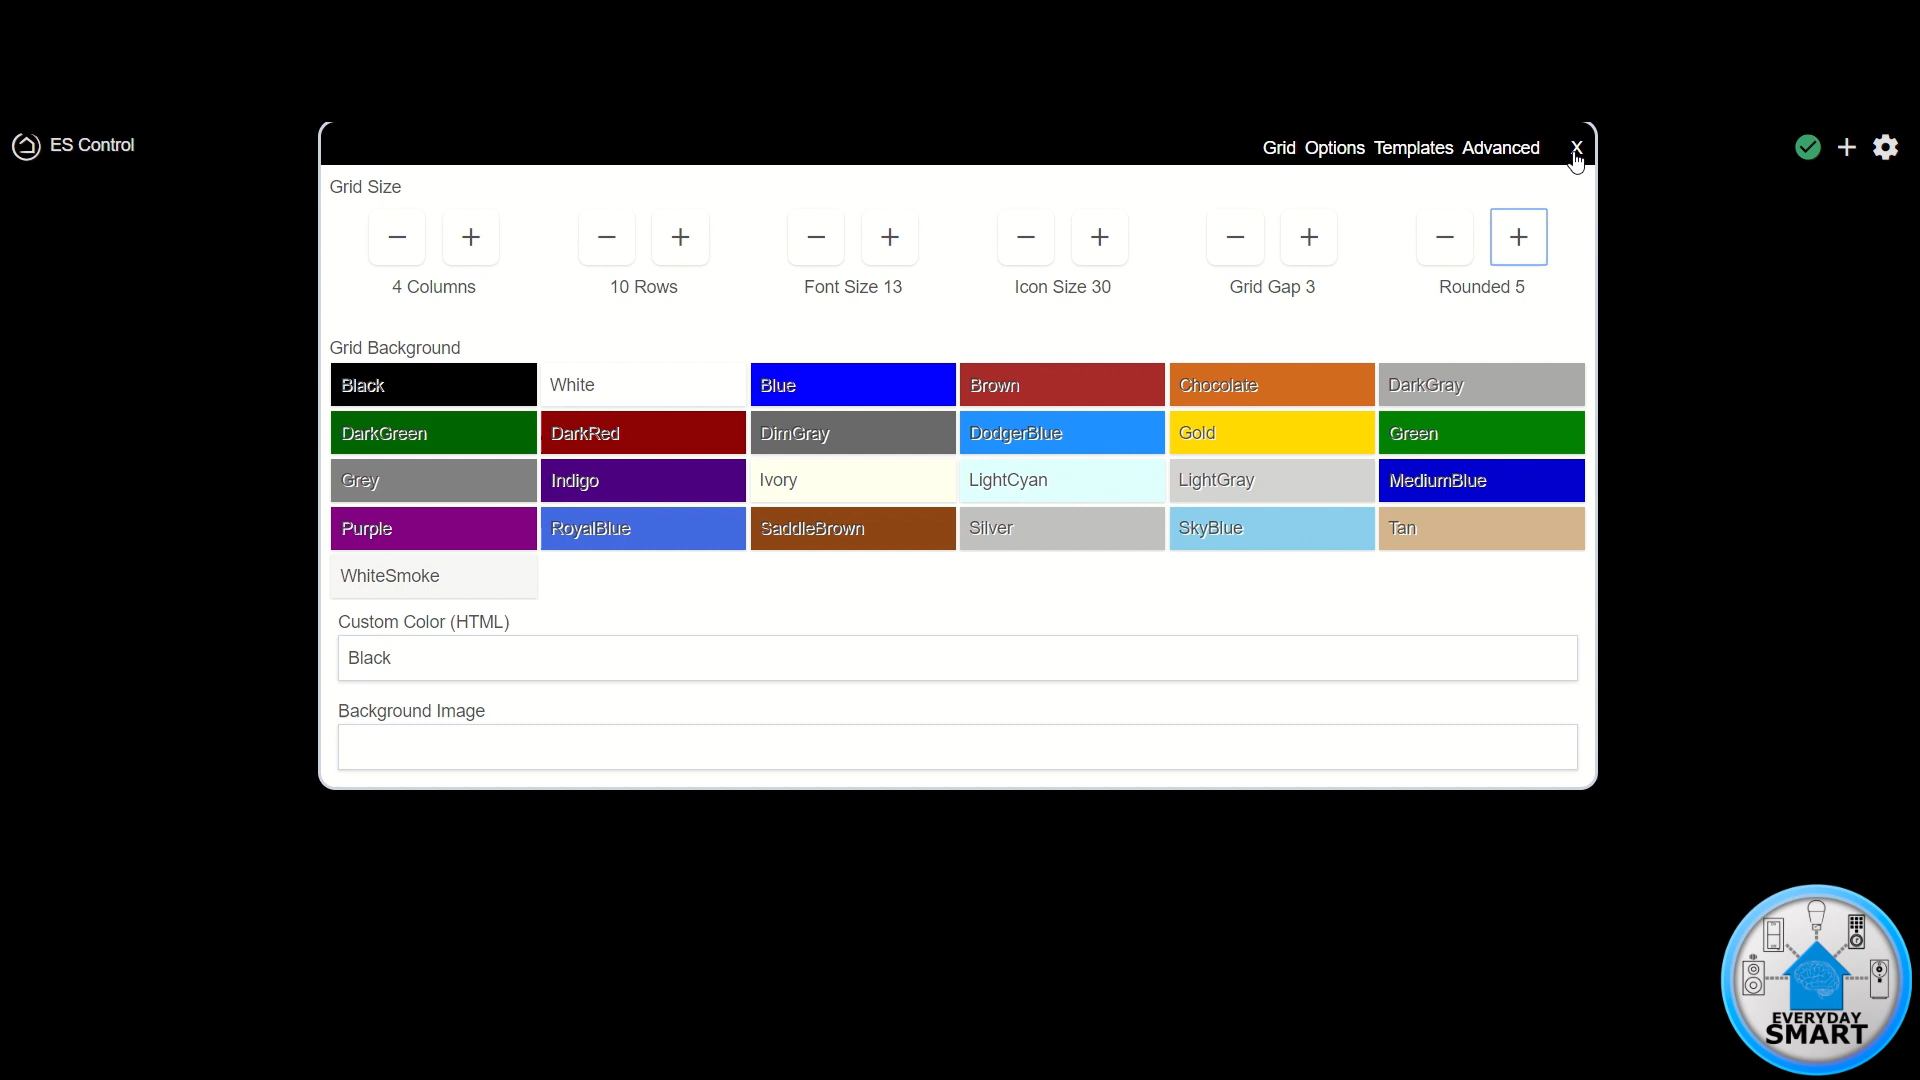 ES Control
Grid Options Templates Advanced X
Grid Size
− + − + − + − + − + − +
4 Columns 10 Rows Font Size 13 Icon Size 30 Grid Gap 3 Rounded 5
Grid Background
Black White Blue Brown Chocolate DarkGray
DarkGreen DarkRed DimGray DodgerBlue Gold Green
Grey Indigo Ivory LightCyan LightGray MediumBlue
Purple RoyalBlue SaddleBrown Silver SkyBlue Tan
WhiteSmoke
Custom Color (HTML)
Black
Background Image
EVERYDAY
SMART